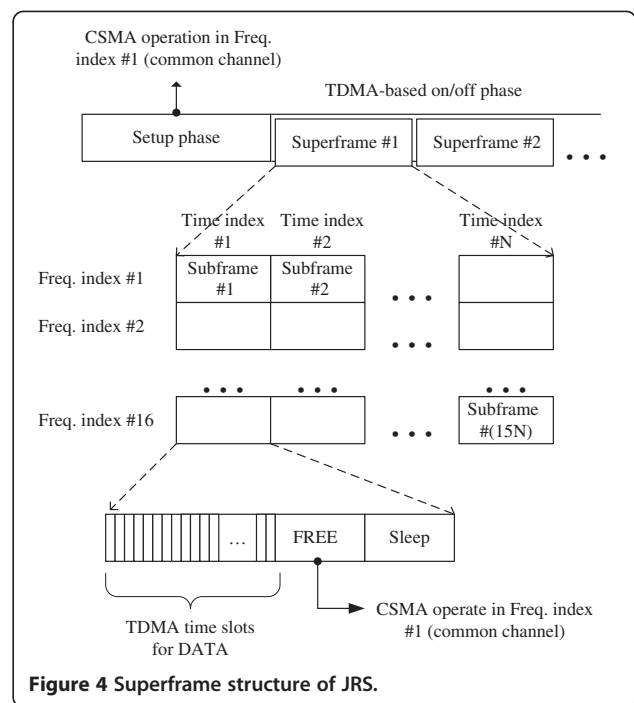 CSMA operation in Freq.
index #1 (common channel)
TDMA-based on/off phase
Setup phase
Superframe #1
Superframe #2
• • •
Time index
#1
Time index
#2
Time index
#N
Freq. index #1
Subframe
#1
Subframe
#2
• • •
Freq. index #2
• • •
• • •
• • •
• • •
Freq. index #16
• • •
Subframe
#(15N)
...
FREE
Sleep
TDMA time slots
for DATA
CSMA operate in Freq. index
#1 (common channel)
Figure 4 Superframe structure of JRS.